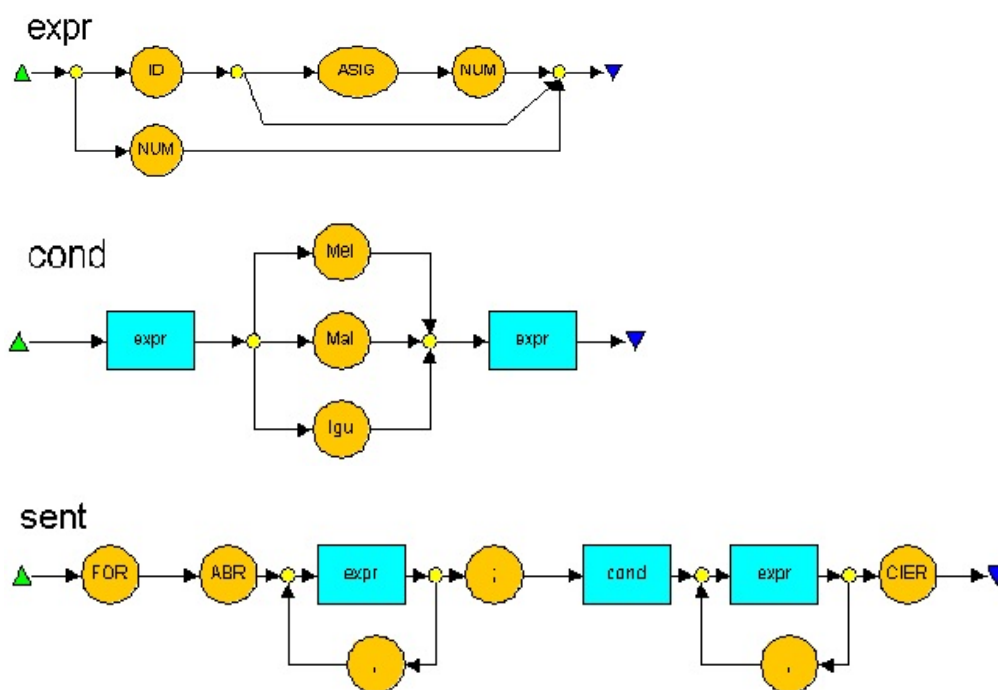 expr
ID ASIG NUM
NUM
cond
Mel
expr Mal expr
Igu
sent
FOR ABR expr ; cond expr CIER
, ,